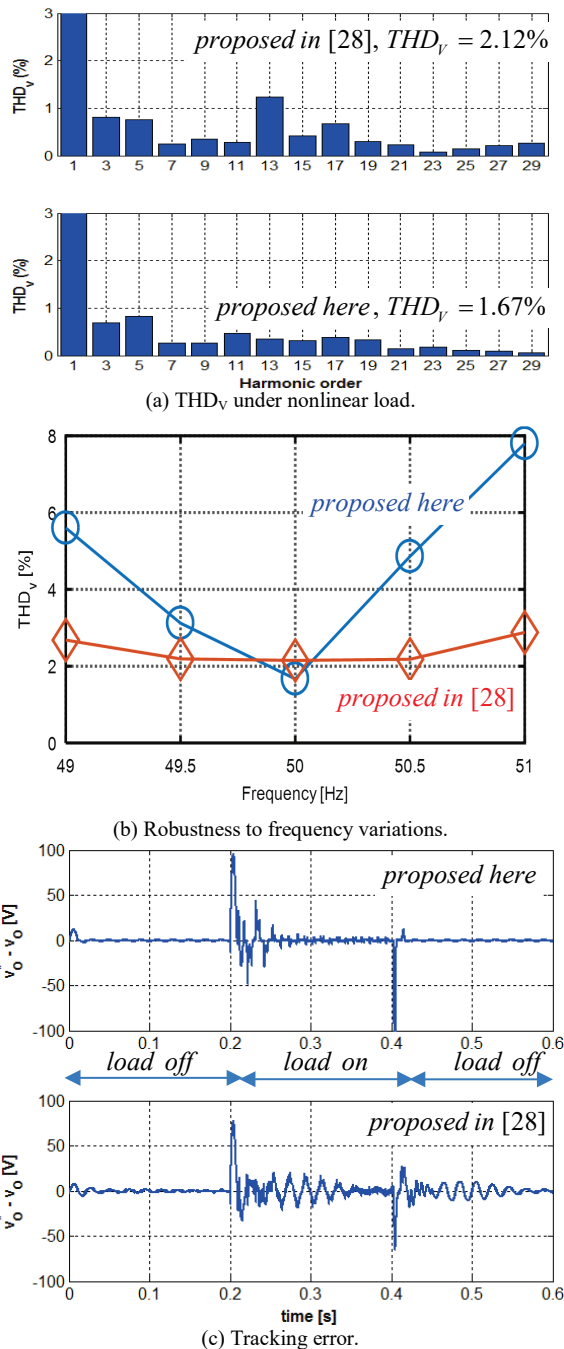 3
proposed in [28], THD_V = 2.12%
2
THD_v (%)
1
0
1 3 5 7 9 11 13 15 17 19 21 23 25 27 29
3
2
THD_v (%)
1
proposed here, THD_V = 1.67%
0
1 3 5 7 9 11 13 15 17 19 21 23 25 27 29
Harmonic order
(a) THD_V under nonlinear load.
8
proposed here
6
THD_v [%]
4
2
proposed in [28]
0
49 49.5 50 50.5 51
Frequency [Hz]
(b) Robustness to frequency variations.
100
proposed here
50
v*_o - v_o [V]
0
-50
-100
0 0.1 0.2 0.3 0.4 0.5 0.6
load off load on load off
100
proposed in [28]
50
v*_o - v_o [V]
0
-50
-100
0 0.1 0.2 0.3 0.4 0.5 0.6
time [s]
(c) Tracking error.